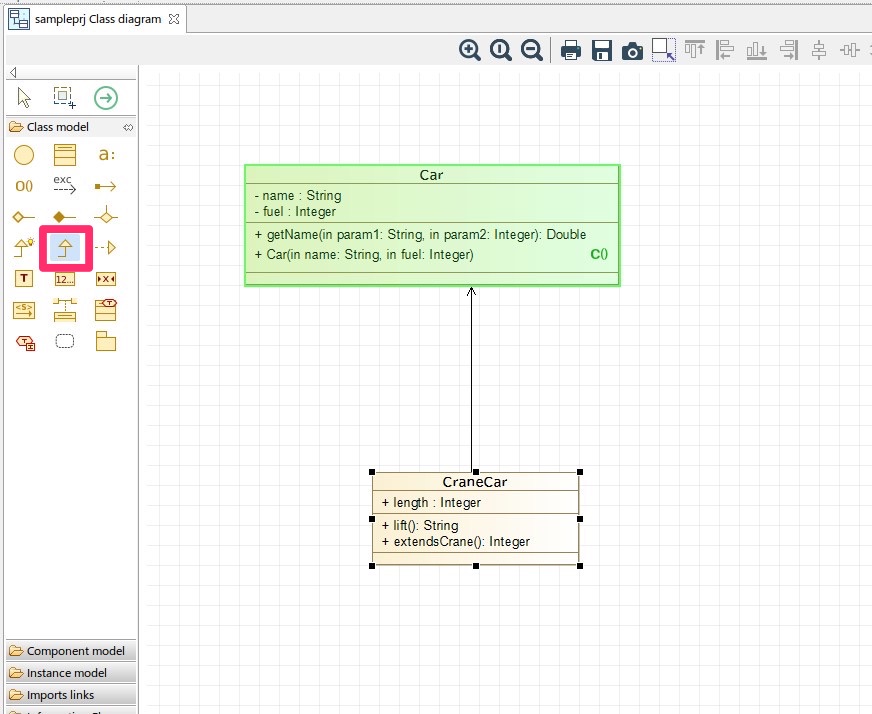 sampleprj Class diagram
Class model
a:
O()
exc
T
12...
X
<S>
T
T
Component model
Instance model
Imports links
Car
- name : String
- fuel : Integer
+ getName(in param1: String, in param2: Integer): Double
+ Car(in name: String, in fuel: Integer)
C()
CraneCar
+ length : Integer
+ lift(): String
+ extendsCrane(): Integer